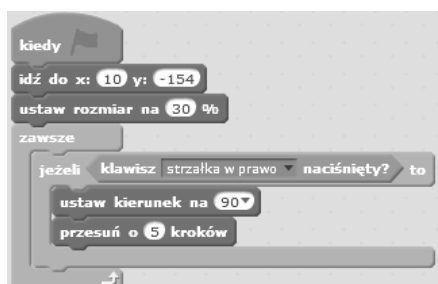 kiedy
idź do x: 10 y: -154
ustaw rozmiar na 30 %
zawsze
jeżeli klawisz strzałka w prawo naciśnięty? to
ustaw kierunek na 90
przesuń o 5 kroków